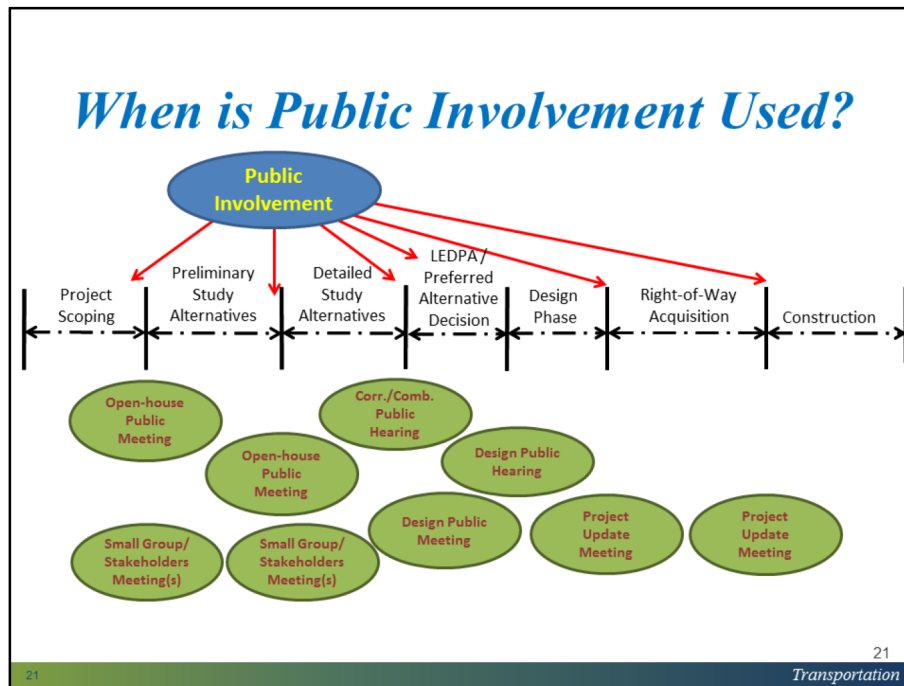 When is Public Involvement Used?
Public
Involvement
Project
Scoping
Preliminary
Study
Alternatives
Detailed
Study
Alternatives
LEDPA /
Preferred
Alternative
Decision
Design
Phase
Right-of-Way
Acquisition
Construction
Open-house
Public
Meeting
Open-house
Public
Meeting
Corr./Comb.
Public
Hearing
Design Public
Hearing
Small Group/
Stakeholders
Meeting(s)
Small Group/
Stakeholders
Meeting(s)
Design Public
Meeting
Project
Update
Meeting
Project
Update
Meeting
21
21
Transportation